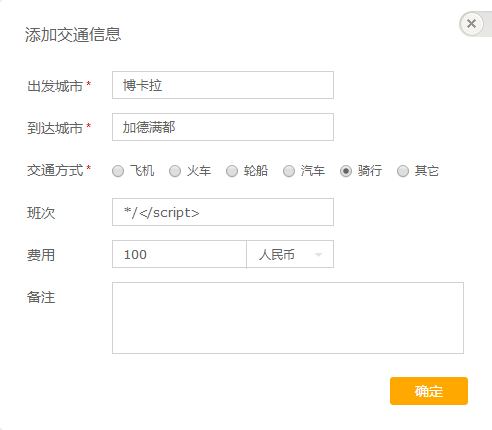 添加交通信息
出发城市* 博卡拉
到达城市* 加德满都
交通方式* 飞机 火车 轮船 汽车 骑行 其它
班次 */</script>
费用 100 人民币
备注
确定